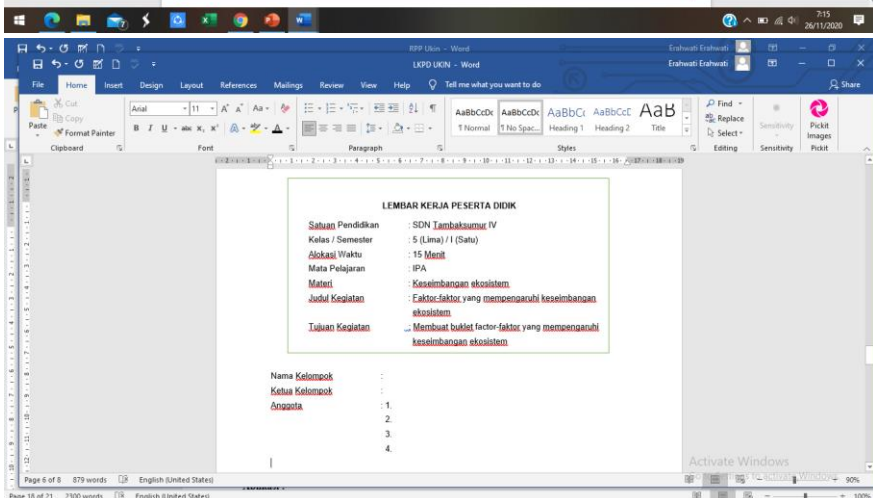 7:15
26/11/2020
RPP Ukin - Word
Erahwati Erahwati
LKPD UKIN - Word
Erahwati Erahwati
File Home Insert Design Layout References Mailings Review View Help Tell me what you want to do Share
Cut
Copy
Format Painter
Paste
Clipboard
Arial 11
Font
Paragraph
AaBbCcDc AaBbCcDc AaBbCc AaBbCcC AaB
¶ Normal ¶ No Spac... Heading 1 Heading 2 Title
Styles
Find
Replace
Select
Editing
Sensitivity
Sensitivity
Pickit Images
Pickit
LEMBAR KERJA PESERTA DIDIK
Satuan Pendidikan : SDN Tambaksumur IV
Kelas / Semester : 5 (Lima) / I (Satu)
Alokasi Waktu : 15 Menit
Mata Pelajaran : IPA
Materi : Keseimbangan ekosistem
Judul Kegiatan : Faktor-faktor yang mempengaruhi keseimbangan
ekosistem
Tujuan Kegiatan : Membuat buklet factor-faktor yang mempengaruhi
keseimbangan ekosistem
Nama Kelompok :
Ketua Kelompok :
Anggota : 1.
2.
3.
4.
Activate Windows
Page 6 of 8 879 words English (United States) 90%
Page 18 of 21 2300 words English (United States) 100%